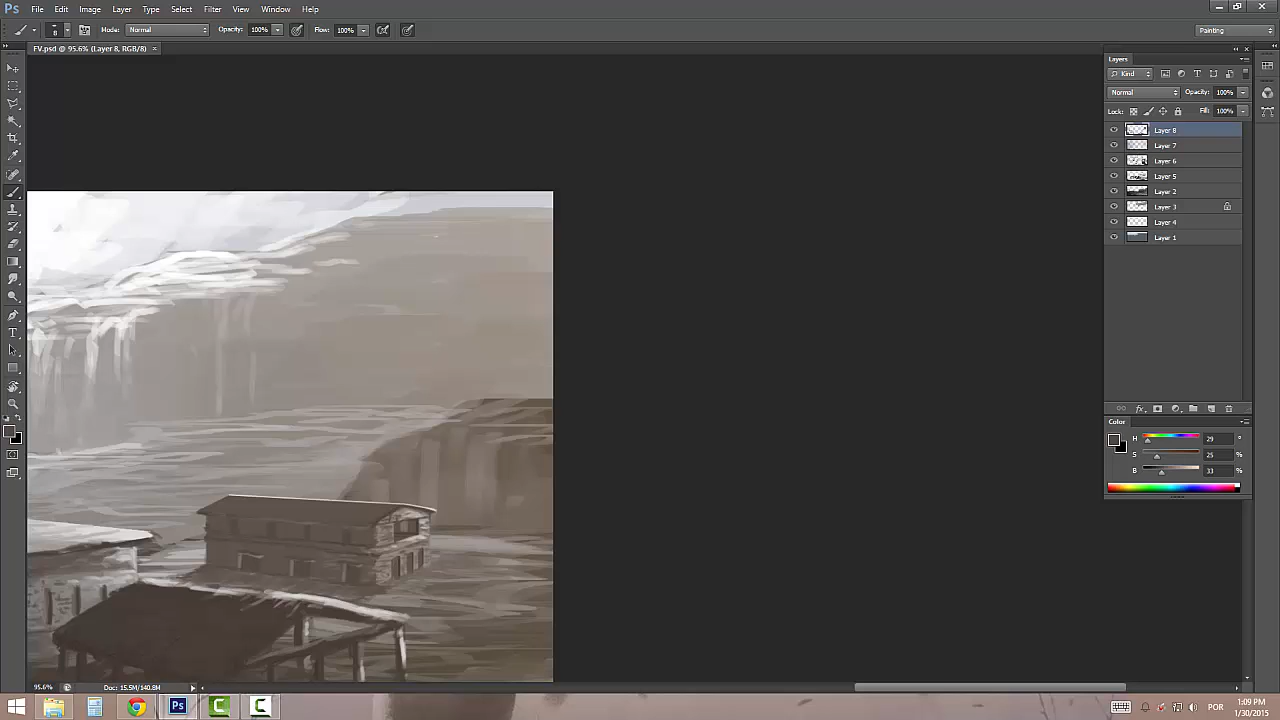 Ps File Edit Image Layer Type Select Filter View Window Help
6 Mode: Normal Opacity: 100% Flow: 100% Painting
FV.psd @ 95.6% (Layer 8, RGB/8) ×
Layers
Kind
Normal Opacity: 100%
Lock: Fill: 100%
Layer 8
Layer 7
Layer 6
Layer 5
Layer 2
Layer 3
Layer 4
Layer 1
fx
Color
H 29 °
S 25 %
B 33 %
95.6% Doc: 15.5M/140.8M
POR 1:09 PM
1/30/2015